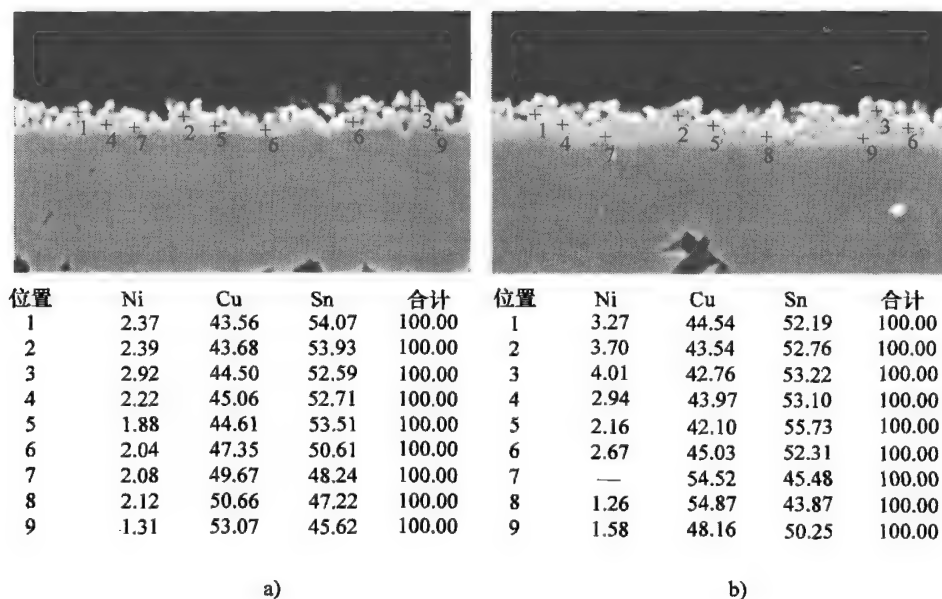 1 4 7 2 5 6 6 3 9
1 4 7 2 5 8 9 3 6
位置 Ni Cu Sn 合计
1 2.37 43.56 54.07 100.00
2 2.39 43.68 53.93 100.00
3 2.92 44.50 52.59 100.00
4 2.22 45.06 52.71 100.00
5 1.88 44.61 53.51 100.00
6 2.04 47.35 50.61 100.00
7 2.08 49.67 48.24 100.00
8 2.12 50.66 47.22 100.00
9 1.31 53.07 45.62 100.00
a)
位置 Ni Cu Sn 合计
1 3.27 44.54 52.19 100.00
2 3.70 43.54 52.76 100.00
3 4.01 42.76 53.22 100.00
4 2.94 43.97 53.10 100.00
5 2.16 42.10 55.73 100.00
6 2.67 45.03 52.31 100.00
7 — 54.52 45.48 100.00
8 1.26 54.87 43.87 100.00
9 1.58 48.16 50.25 100.00
b)